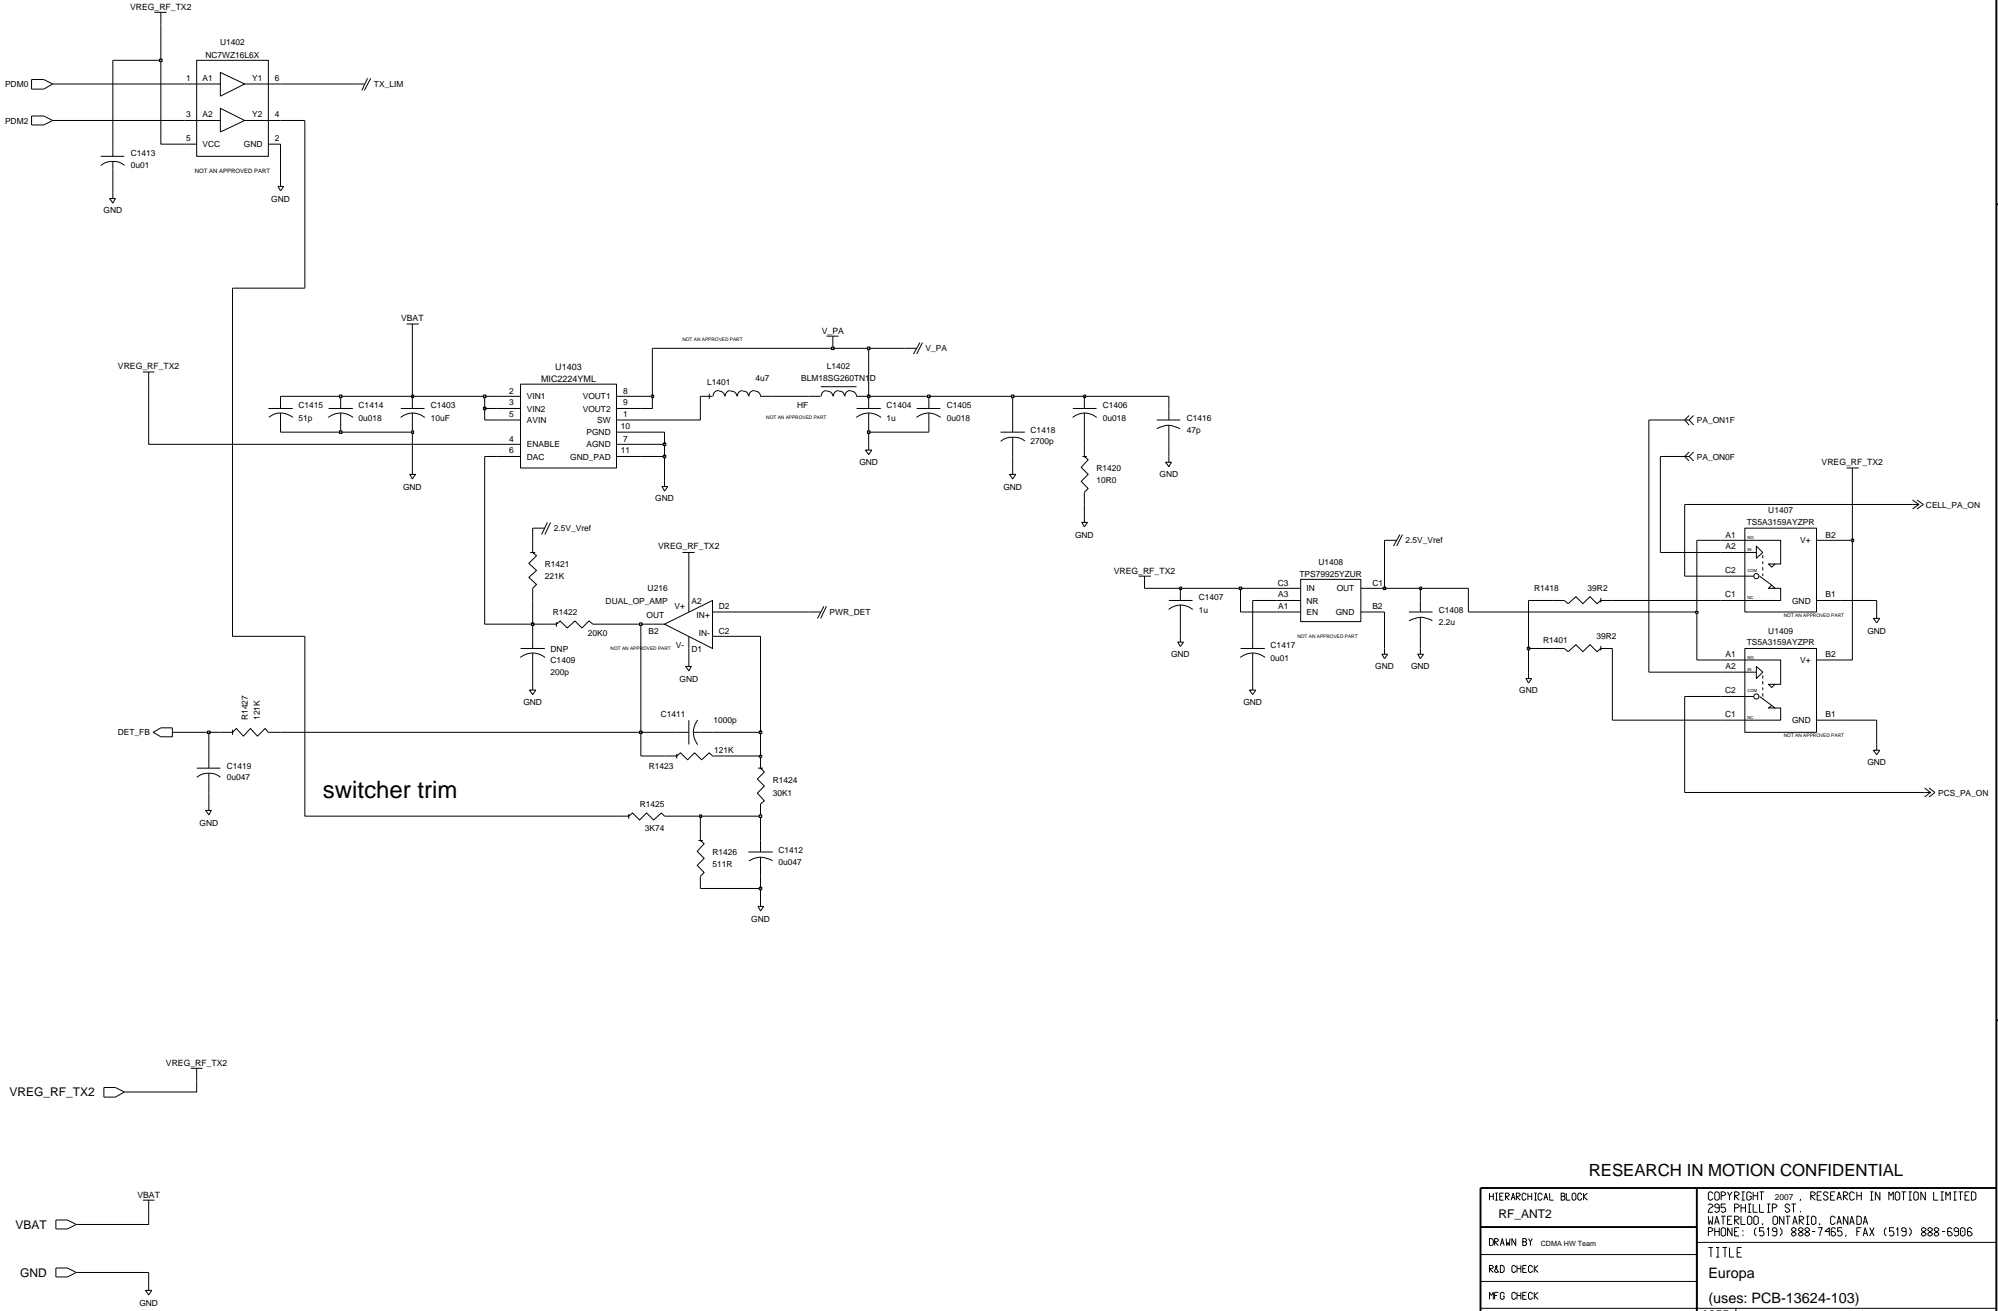 VREG_RF_TX2
U1402
NC7WZ16L6X
PDM0
1 A1 Y1 6
TX_LIM
PDM2
3 A2 Y2 4
5 VCC GND 2
C1413
0u01
NOT AN APPROVED PART
GND
GND
VBAT
VREG_RF_TX2
U1403
MIC2224YML
2 VIN1 VOUT1 8
3 VIN2 VOUT2 9
5 AVIN SW 1
PGND 10
4 ENABLE AGND 7
6 DAC GND_PAD 11
C1415
51p
C1414
0u018
C1403
10uF
GND
GND
NOT AN APPROVED PART
V_PA
V_PA
L1401
4u7
L1402
BLM18SG260TN1D
HF
NOT AN APPROVED PART
C1404
1u
C1405
0u018
GND
C1418
2700p
GND
C1406
0u018
R1420
10R0
GND
C1416
47p
GND
2.5V_Vref
R1421
221K
VREG_RF_TX2
U216
DUAL_OP_AMP
V+ A2 D2
OUT IN+
B2 IN- C2
V- D1
NOT AN APPROVED PART
GND
PWR_DET
R1422
20K0
DNP
C1409
200p
GND
R1427
121K
DET_FB
C1419
0u047
GND
C1411
1000p
R1423
121K
R1424
30K1
switcher trim
R1425
3K74
R1426
511R
C1412
0u047
GND
VREG_RF_TX2
C1407
1u
GND
U1408
TPS79925YZUR
C3 IN OUT C1
A3 NR
A1 EN GND B2
NOT AN APPROVED PART
C1417
0u01
GND
GND
2.5V_Vref
C1408
2.2u
GND
PA_ON1F
PA_ON0F
VREG_RF_TX2
CELL_PA_ON
U1407
TS5A3159AYZPR
A1 NO V+ B2
A2 IN
C2 COM
C1 NC GND B1
NOT AN APPROVED PART
GND
R1418
39R2
R1401
39R2
GND
U1409
TS5A3159AYZPR
A1 NO V+ B2
A2 IN
C2 COM
C1 NC GND B1
NOT AN APPROVED PART
GND
PCS_PA_ON
VREG_RF_TX2
VREG_RF_TX2
VBAT
VBAT
GND
GND
RESEARCH IN MOTION CONFIDENTIAL
HIERARCHICAL BLOCK
RF_ANT2
DRAWN BY CDMA HW Team
R&D CHECK
MFG CHECK
COPYRIGHT 2007 , RESEARCH IN MOTION LIMITED
295 PHILLIP ST.
WATERLOO, ONTARIO, CANADA
PHONE: (519) 888-7465, FAX (519) 888-6906
TITLE
Europa
(uses: PCB-13624-103)